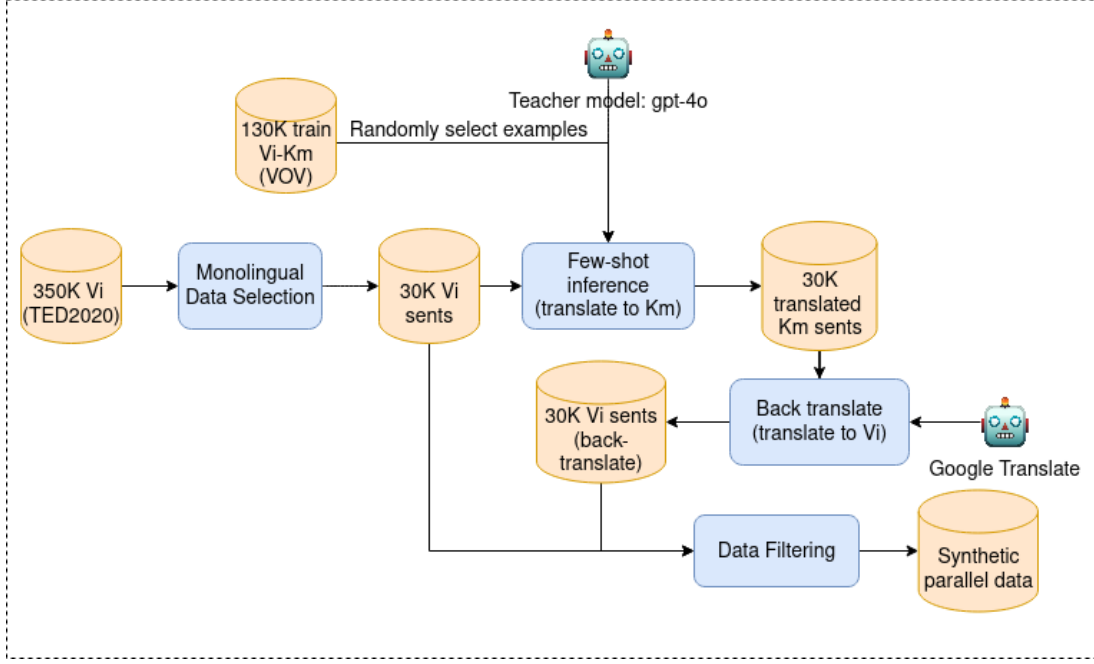 Teacher model: gpt-4o
130K train
Vi-Km
(VOV)
Randomly select examples
350K Vi
(TED2020)
Monolingual
Data Selection
30K Vi
sents
Few-shot
inference
(translate to Km)
30K
translated
Km sents
30K Vi sents
(back-
translate)
Back translate
(translate to Vi)
Google Translate
Data Filtering
Synthetic
parallel data